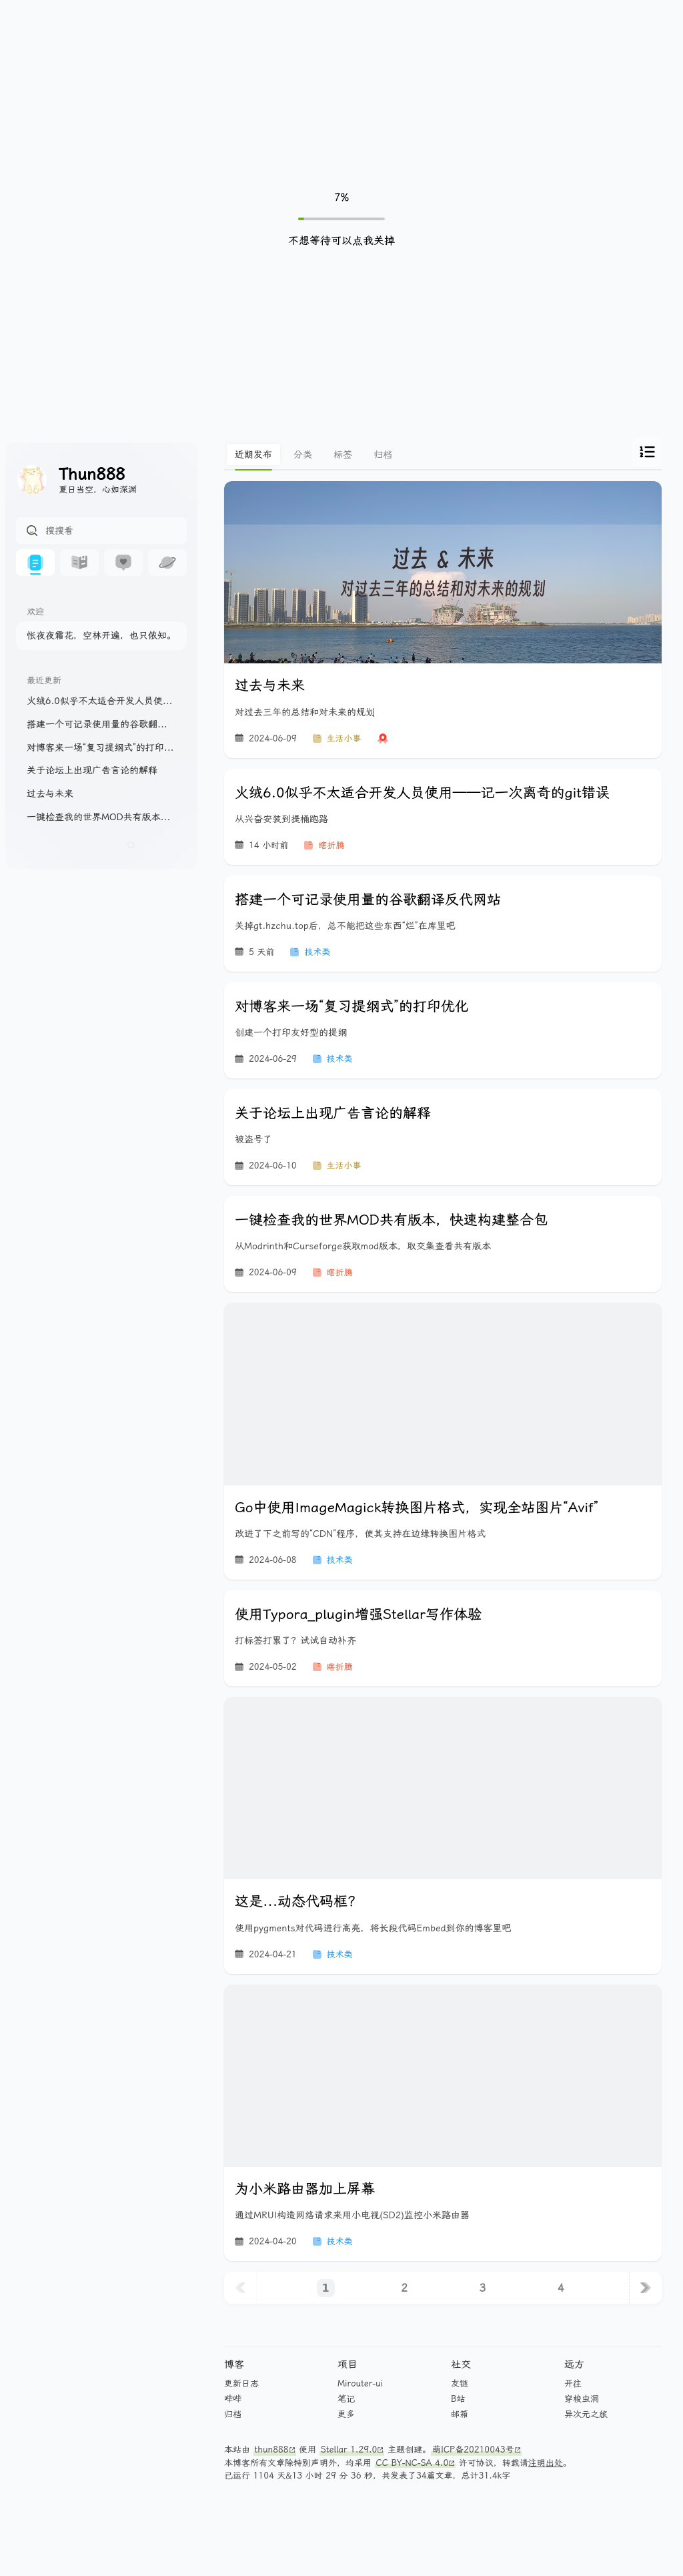 7%
不想等待可以点我关掉
Thun888
夏日当空，心如深渊
搜搜看
欢迎
怅夜夜霜花，空林开遍，也只侬知。
最近更新
火绒6.0似乎不太适合开发人员使...
搭建一个可记录使用量的谷歌翻...
对博客来一场“复习提纲式”的打印...
关于论坛上出现广告言论的解释
过去与未来
一键检查我的世界MOD共有版本...
近期发布 分类 标签 归档
过去 & 未来
对过去三年的总结和对未来的规划
过去与未来
对过去三年的总结和对未来的规划
2024-06-09 生活小事
火绒6.0似乎不太适合开发人员使用——记一次离奇的git错误
从兴奋安装到提桶跑路
14 小时前 瞎折腾
搭建一个可记录使用量的谷歌翻译反代网站
关掉gt.hzchu.top后，总不能把这些东西“烂”在库里吧
5 天前 技术类
对博客来一场“复习提纲式”的打印优化
创建一个打印友好型的提纲
2024-06-29 技术类
关于论坛上出现广告言论的解释
被盗号了
2024-06-10 生活小事
一键检查我的世界MOD共有版本，快速构建整合包
从Modrinth和Curseforge获取mod版本，取交集查看共有版本
2024-06-09 瞎折腾
Go中使用ImageMagick转换图片格式，实现全站图片“Avif”
改进了下之前写的“CDN”程序，使其支持在边缘转换图片格式
2024-06-08 技术类
使用Typora_plugin增强Stellar写作体验
打标签打累了？试试自动补齐
2024-05-02 瞎折腾
这是...动态代码框？
使用pygments对代码进行高亮，将长段代码Embed到你的博客里吧
2024-04-21 技术类
为小米路由器加上屏幕
通过MRUI构造网络请求来用小电视(SD2)监控小米路由器
2024-04-20 技术类
1 2 3 4
博客 项目 社交 远方
更新日志 Mirouter-ui 友链 开往
哔哔 笔记 B站 穿梭虫洞
归档 更多 邮箱 异次元之旅
本站由 thun888 使用 Stellar 1.29.0 主题创建。萌ICP备20210043号
本博客所有文章除特别声明外，均采用 CC BY-NC-SA 4.0 许可协议，转载请注明出处。
已运行 1104 天&13 小时 29 分 36 秒，共发表了34篇文章，总计31.4k字